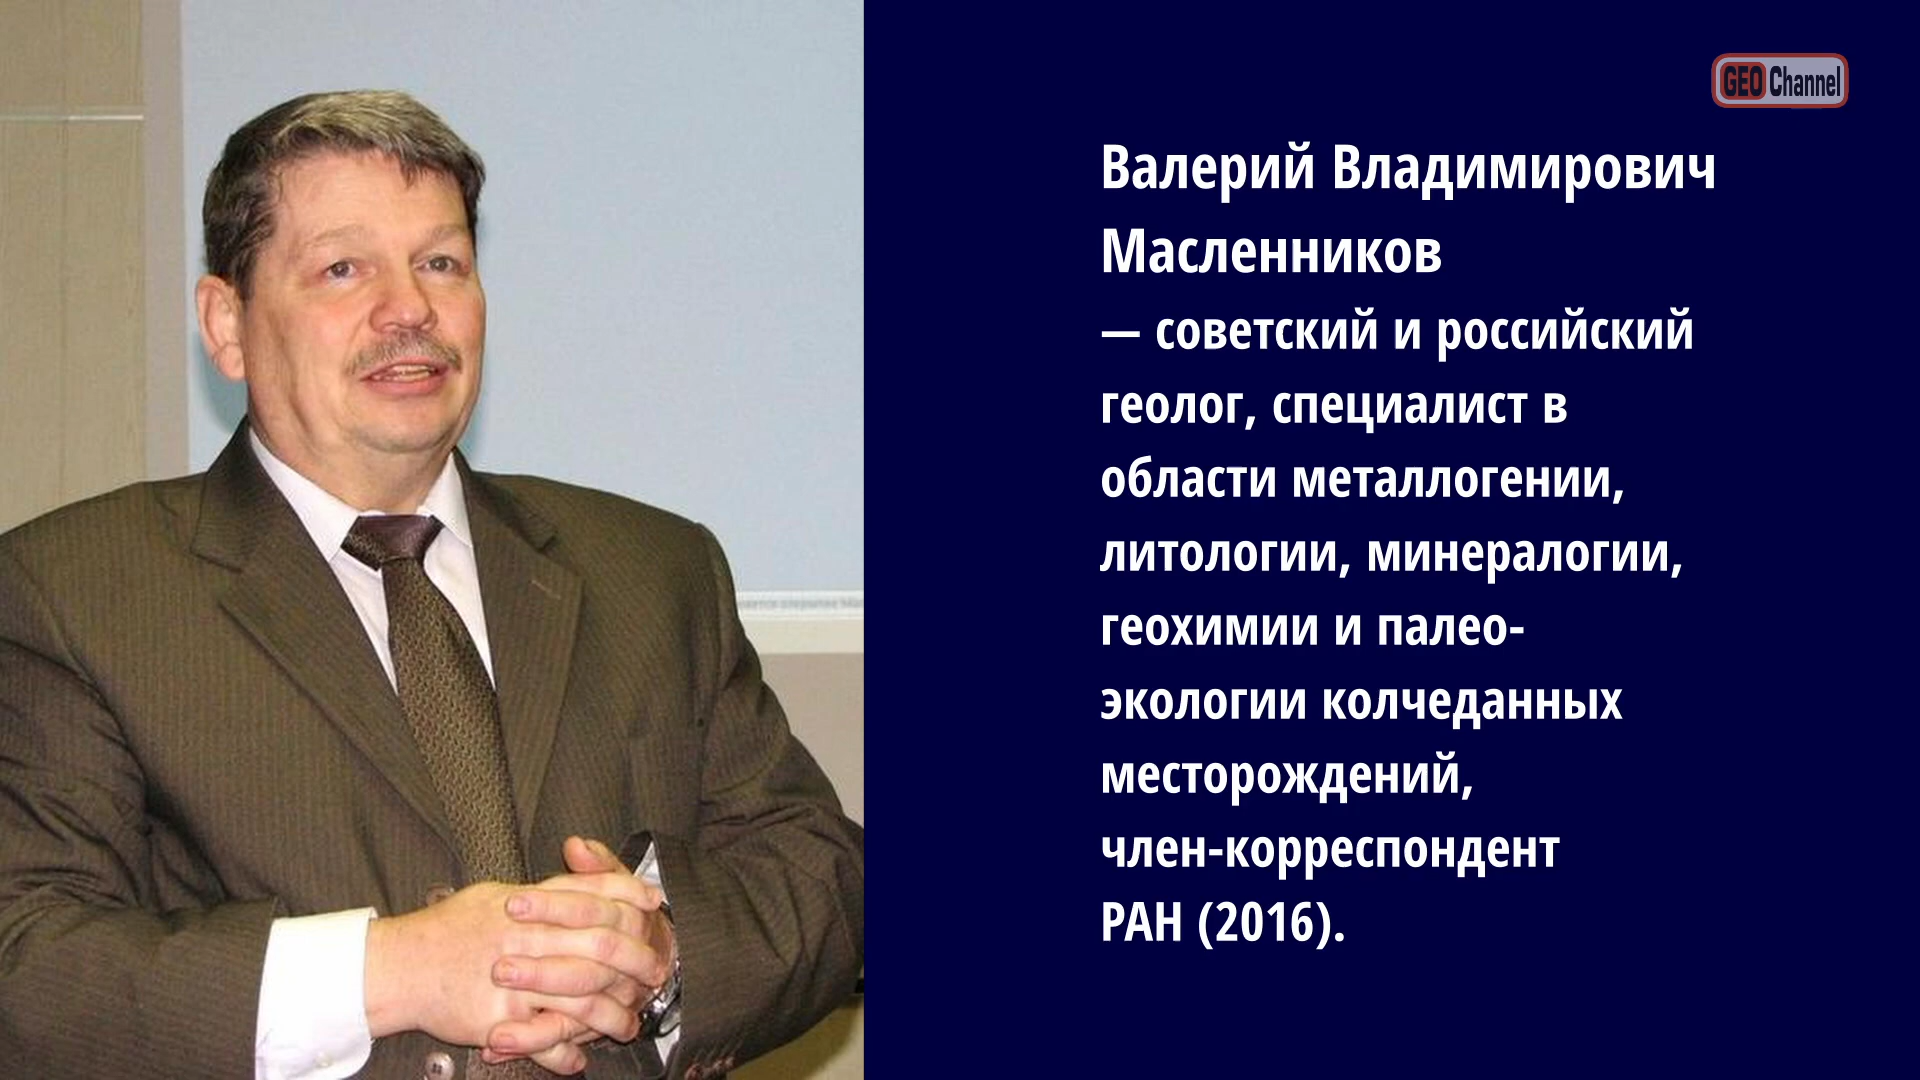 GEO Channel
Валерий Владимирович
Масленников
— советский и российский
геолог, специалист в
области металлогении,
литологии, минералогии,
геохимии и палео-
экологии колчеданных
месторождений,
член-корреспондент
РАН (2016).